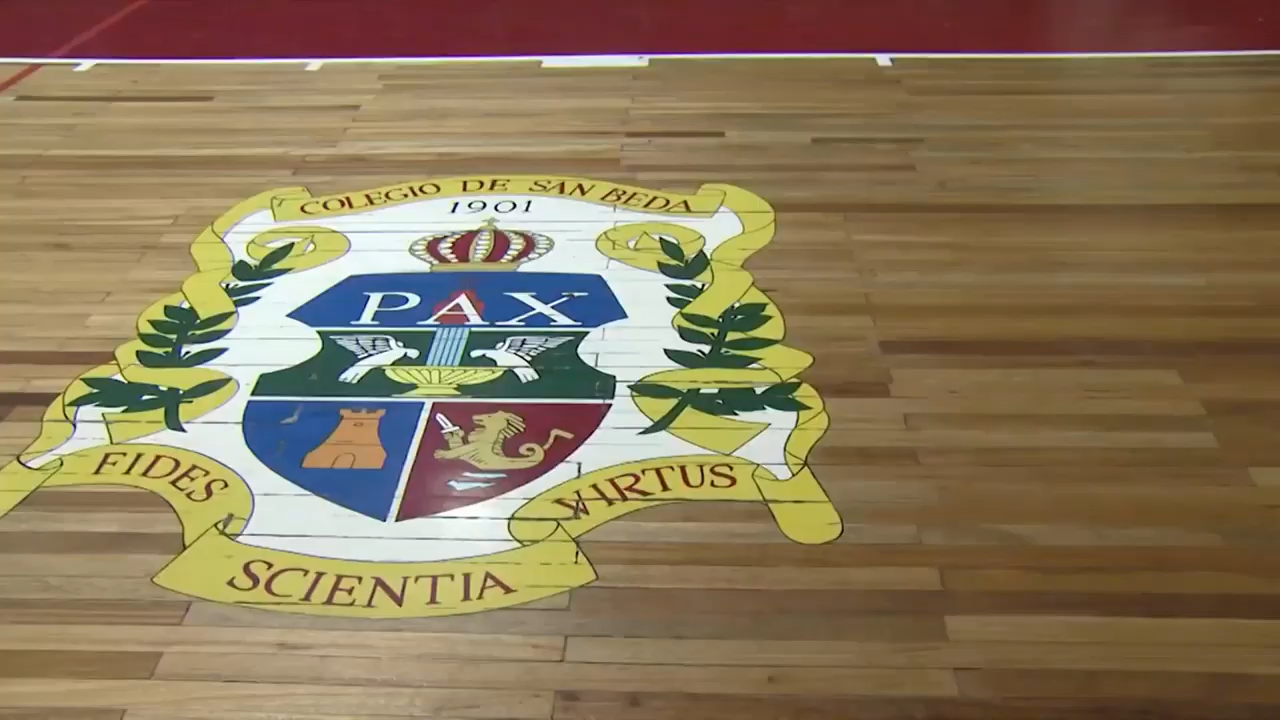 COLEGIO DE SAN BEDA
1901
PAX
FIDES
VIRTUS
SCIENTIA